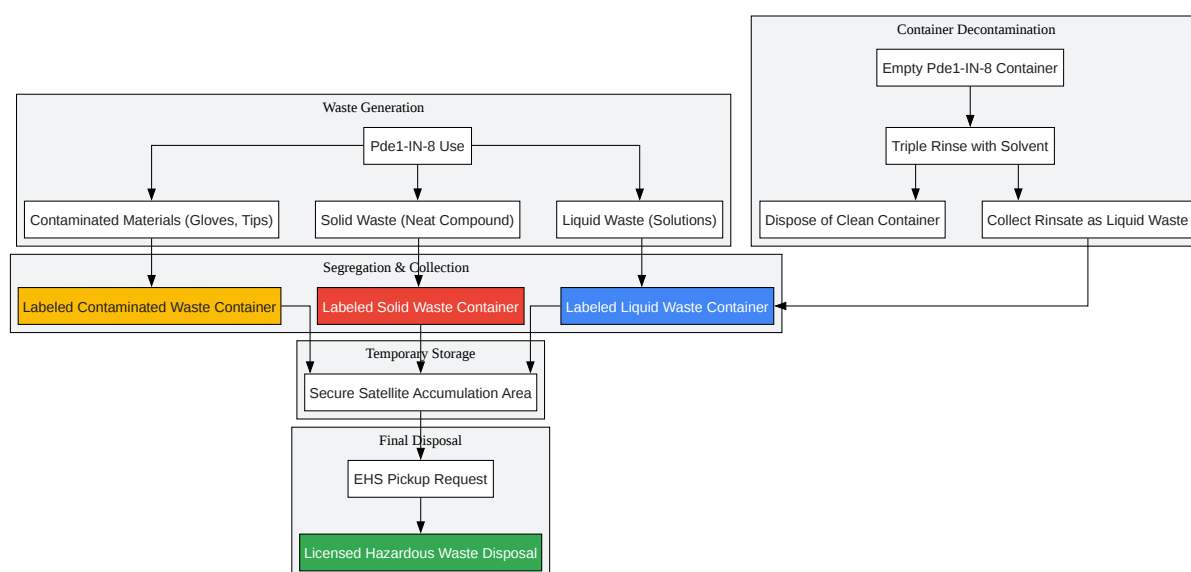 Container Decontamination
Empty Pde1-IN-8 Container
Waste Generation
Pde1-IN-8 Use
Triple Rinse with Solvent
Contaminated Materials (Gloves, Tips)
Solid Waste (Neat Compound)
Liquid Waste (Solutions)
Dispose of Clean Container
Collect Rinsate as Liquid Waste
Segregation & Collection
Labeled Contaminated Waste Container
Labeled Solid Waste Container
Labeled Liquid Waste Container
Temporary Storage
Secure Satellite Accumulation Area
Final Disposal
EHS Pickup Request
Licensed Hazardous Waste Disposal